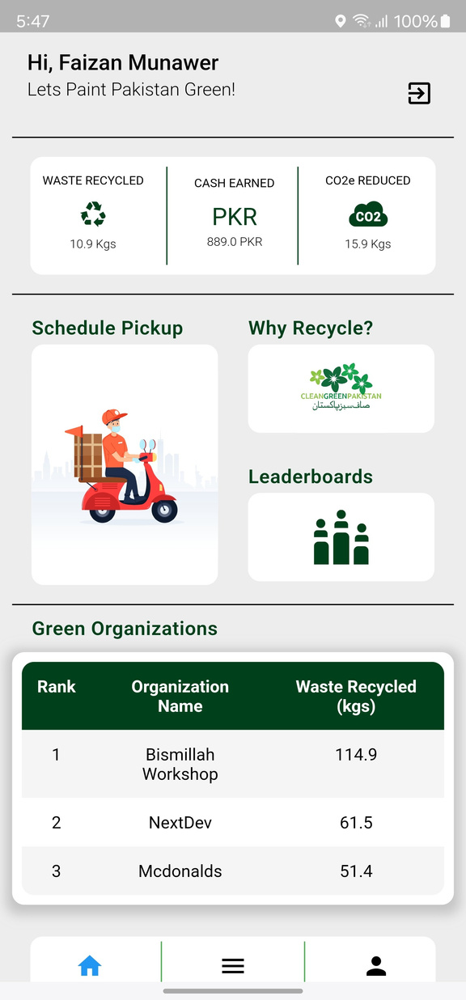 5:47
100%
Hi, Faizan Munawer
Lets Paint Pakistan Green!
WASTE RECYCLED
10.9 Kgs
CASH EARNED
PKR
889.0 PKR
CO2e REDUCED
CO2
15.9 Kgs
Schedule Pickup
Why Recycle?
CLEANGREENPAKISTAN
صاف سبز پاکستان
Leaderboards
Green Organizations
Rank
Organization
Name
Waste Recycled
(kgs)
1
Bismillah
Workshop
114.9
2
NextDev
61.5
3
Mcdonalds
51.4